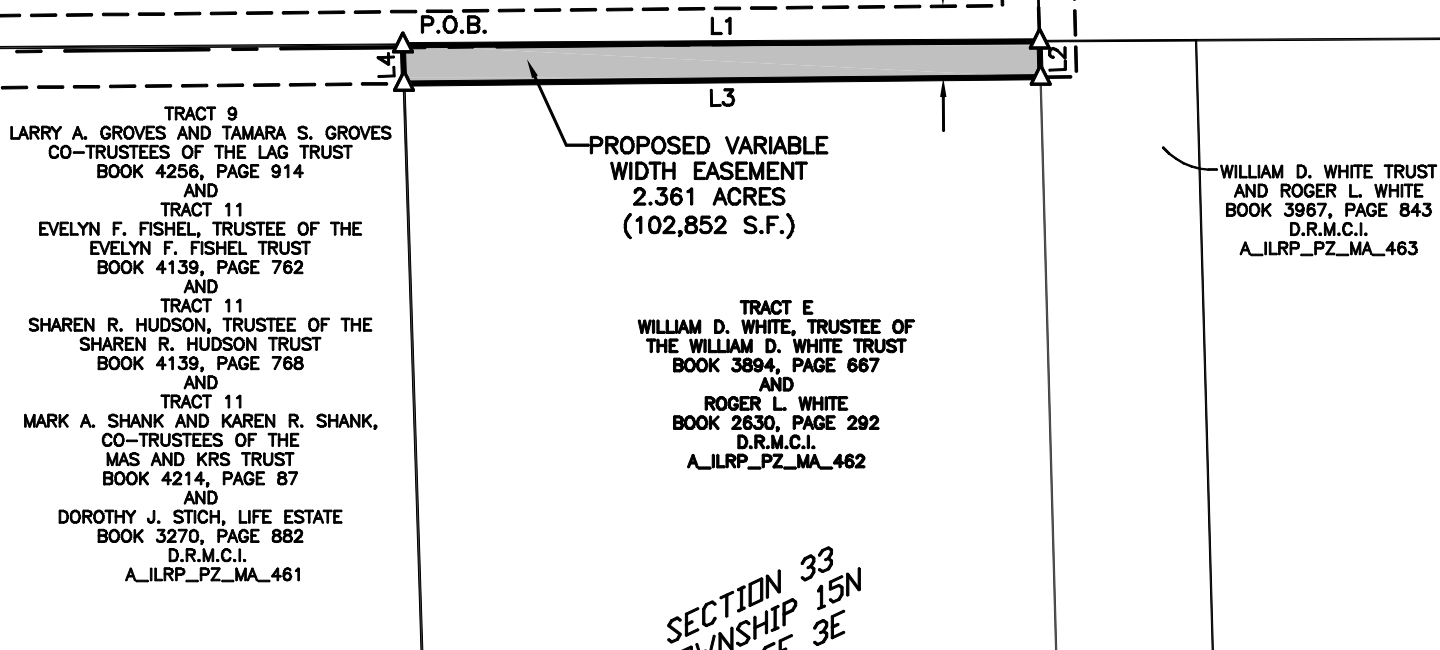 P.O.B.
L1
L4
L2
L3
TRACT 9
LARRY A. GROVES AND TAMARA S. GROVES
CO-TRUSTEES OF THE LAG TRUST
BOOK 4256, PAGE 914
AND
TRACT 11
EVELYN F. FISHEL, TRUSTEE OF THE
EVELYN F. FISHEL TRUST
BOOK 4139, PAGE 762
AND
TRACT 11
SHAREN R. HUDSON, TRUSTEE OF THE
SHAREN R. HUDSON TRUST
BOOK 4139, PAGE 768
AND
TRACT 11
MARK A. SHANK AND KAREN R. SHANK,
CO-TRUSTEES OF THE
MAS AND KRS TRUST
BOOK 4214, PAGE 87
AND
DOROTHY J. STICH, LIFE ESTATE
BOOK 3270, PAGE 882
D.R.M.C.I.
A_ILRP_PZ_MA_461
PROPOSED VARIABLE
WIDTH EASEMENT
2.361 ACRES
(102,852 S.F.)
TRACT E
WILLIAM D. WHITE, TRUSTEE OF
THE WILLIAM D. WHITE TRUST
BOOK 3894, PAGE 667
AND
ROGER L. WHITE
BOOK 2630, PAGE 292
D.R.M.C.I.
A_ILRP_PZ_MA_462
WILLIAM D. WHITE TRUST
AND ROGER L. WHITE
BOOK 3967, PAGE 843
D.R.M.C.I.
A_ILRP_PZ_MA_463
SECTION 33
WNSHIP 15N
3E